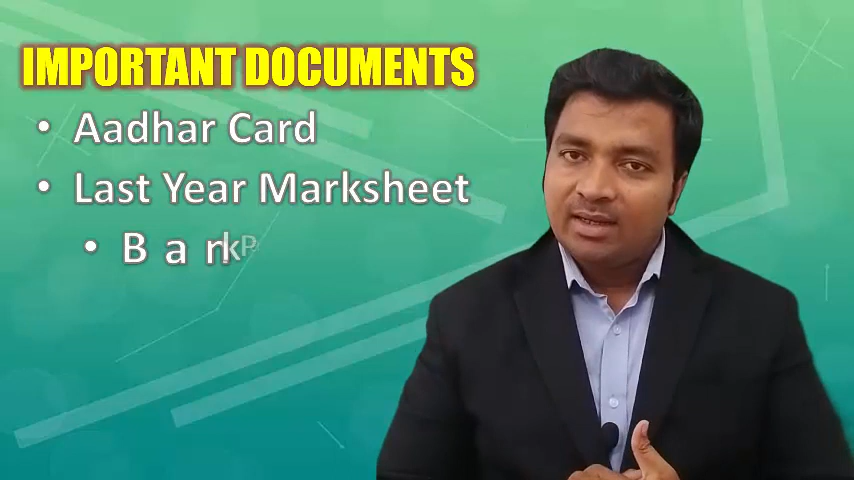 IMPORTANT DOCUMENTS
• Aadhar Card
• Last Year Marksheet